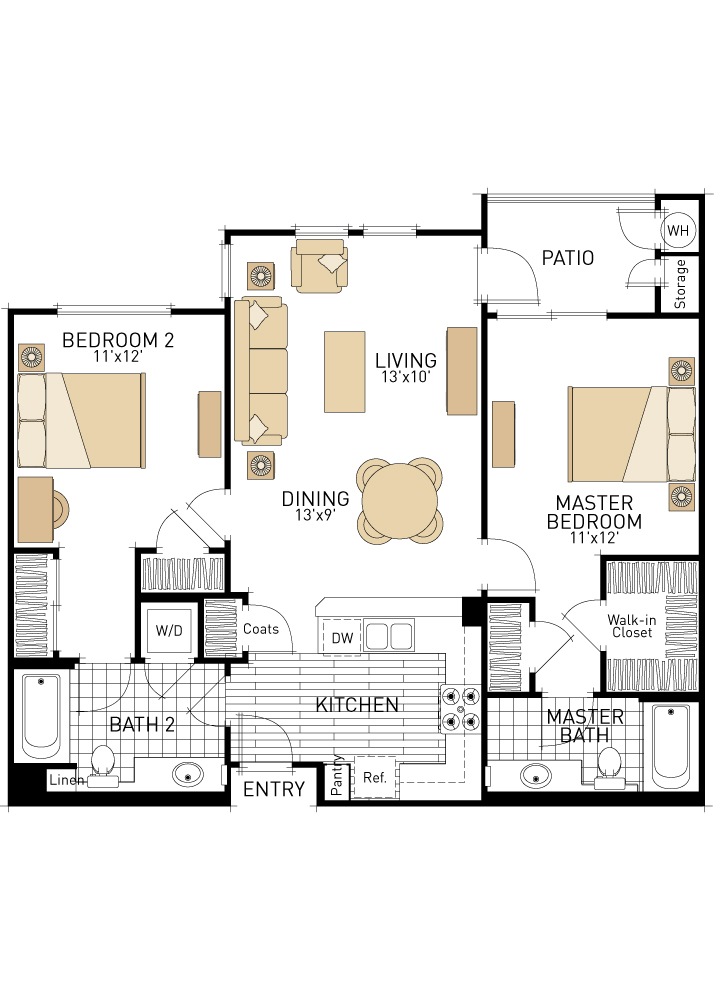 WH
PATIO
Storage
BEDROOM 2
11'x12'
LIVING
13'x10'
DINING
13'x9'
MASTER
BEDROOM
11'x12'
W/D
Coats
DW
Walk-in
Closet
KITCHEN
BATH 2
MASTER
BATH
Linen
ENTRY
Pantry
Ref.